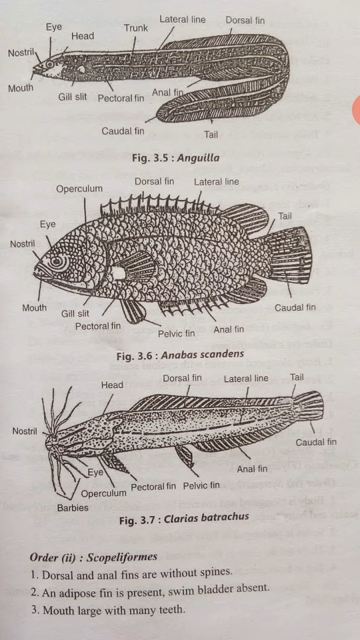 Eye
Head
Trunk
Lateral line
Dorsal fin
Nostril
Mouth
Gill slit
Pectoral fin
Anal fin
Caudal fin
Tail
Fig. 3.5 : Anguilla
Operculum
Dorsal fin
Lateral line
Eye
Tail
Nostril
Mouth
Gill slit
Pectoral fin
Pelvic fin
Anal fin
Caudal fin
Fig. 3.6 : Anabas scandens
Head
Dorsal fin
Lateral line
Tail
Nostril
Caudal fin
Eye
Operculum
Pectoral fin
Pelvic fin
Anal fin
Barbies
Fig. 3.7 : Clarias batrachus
Order (ii) : Scopeliformes
1. Dorsal and anal fins are without spines.
2. An adipose fin is present, swim bladder absent.
3. Mouth large with many teeth.